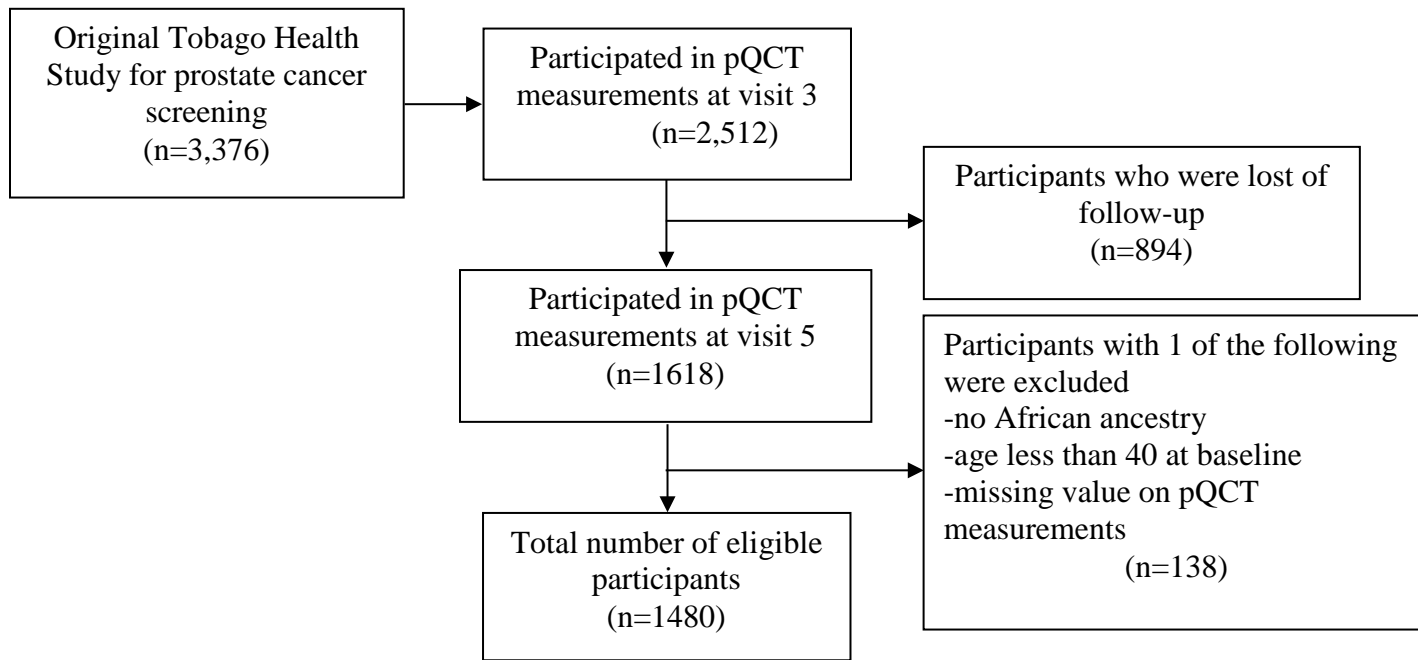 Original Tobago Health
Study for prostate cancer
screening
(n=3,376)
Participated in pQCT
measurements at visit 3
(n=2,512)
Participants who were lost of
follow-up
(n=894)
Participated in pQCT
measurements at visit 5
(n=1618)
Participants with 1 of the following
were excluded
-no African ancestry
-age less than 40 at baseline
-missing value on pQCT
measurements
(n=138)
Total number of eligible
participants
(n=1480)